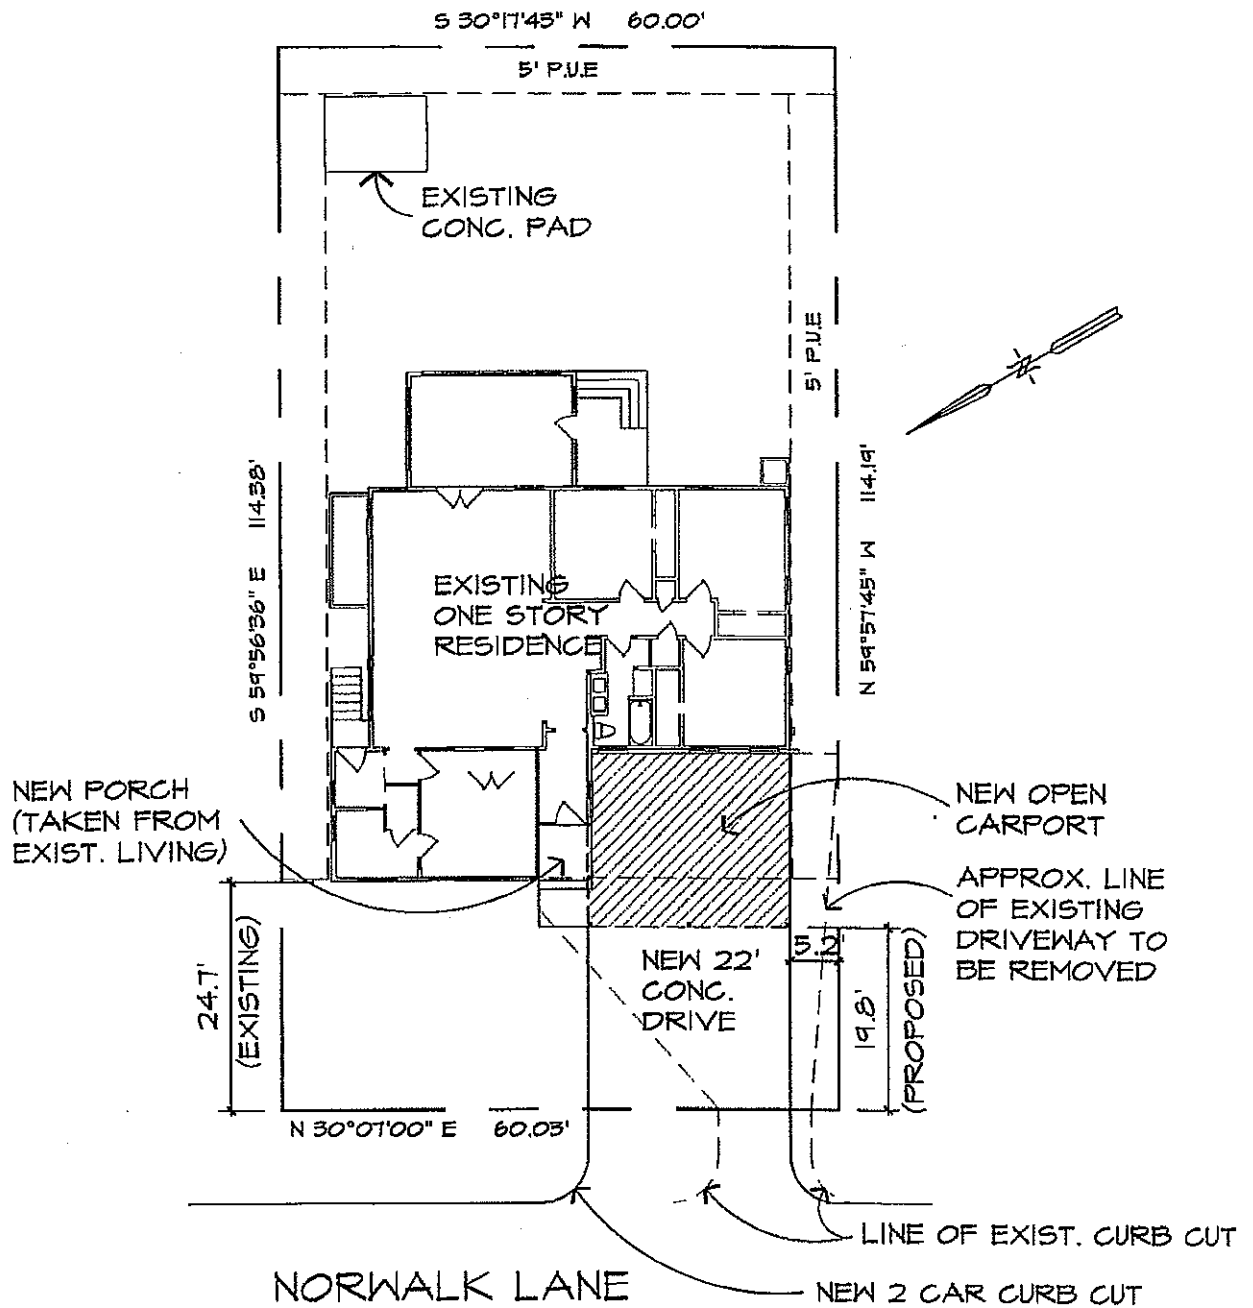 S 30°17'43" W 60.00'
5' P.U.E
EXISTING
CONC. PAD
5' P.U.E
S 59°56'36" E 114.38'
N 59°57'45" W 114.19'
EXISTING
ONE STORY
RESIDENCE
NEW PORCH
(TAKEN FROM
EXIST. LIVING)
NEW OPEN
CARPORT
APPROX. LINE
OF EXISTING
DRIVEWAY TO
BE REMOVED
24.7'
(EXISTING)
NEW 22'
CONC.
DRIVE
5.2'
19.8'
(PROPOSED)
N 30°07'00" E 60.03'
LINE OF EXIST. CURB CUT
NORWALK LANE
NEW 2 CAR CURB CUT